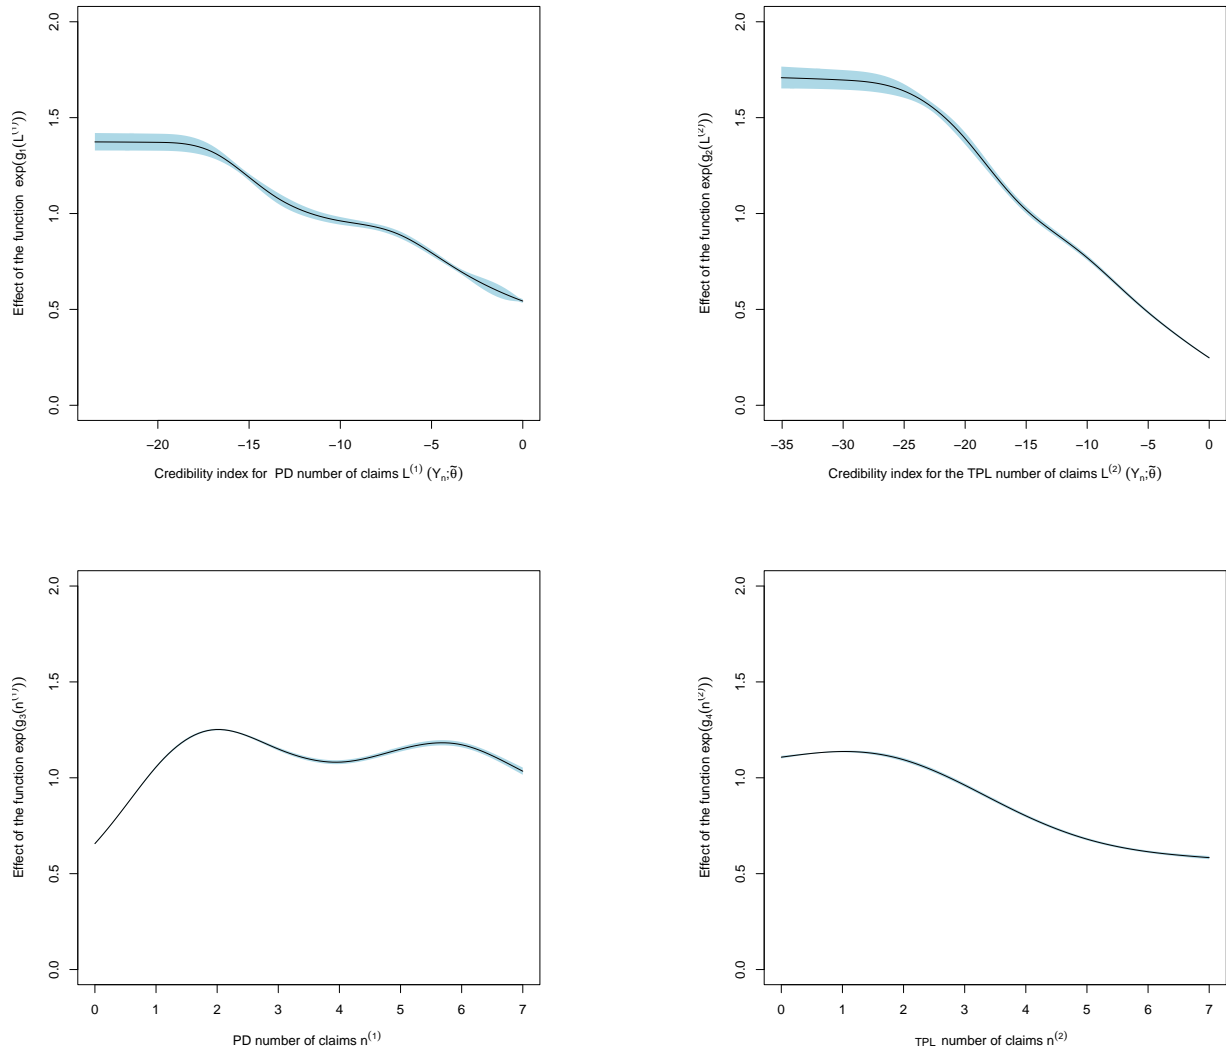 2.0
1.5
1.0
0.5
0.0
Effect of the function exp(g₁(L⁽¹⁾))
−20 −15 −10 −5 0
Credibility index for PD number of claims L⁽¹⁾ (Yₙ;θ̃)
2.0
1.5
1.0
0.5
0.0
Effect of the function exp(g₂(L⁽²⁾))
−35 −30 −25 −20 −15 −10 −5 0
Credibility index for the TPL number of claims L⁽²⁾ (Yₙ;θ̃)
2.0
1.5
1.0
0.5
0.0
Effect of the function exp(g₃(n⁽¹⁾))
0 1 2 3 4 5 6 7
PD number of claims n⁽¹⁾
2.0
1.5
1.0
0.5
0.0
Effect of the function exp(g₄(n⁽²⁾))
0 1 2 3 4 5 6 7
TPL number of claims n⁽²⁾